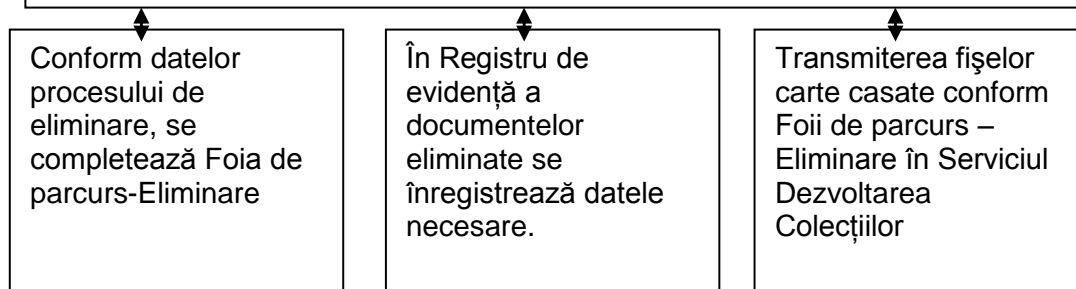 Conform datelor
procesului de
eliminare, se
completează Foia de
parcurs-Eliminare
În Registru de
evidență a
documentelor
eliminate se
înregistrează datele
necesare.
Transmiterea fişelor
carte casate conform
Foii de parcurs –
Eliminare în Serviciul
Dezvoltarea
Colecțiilor